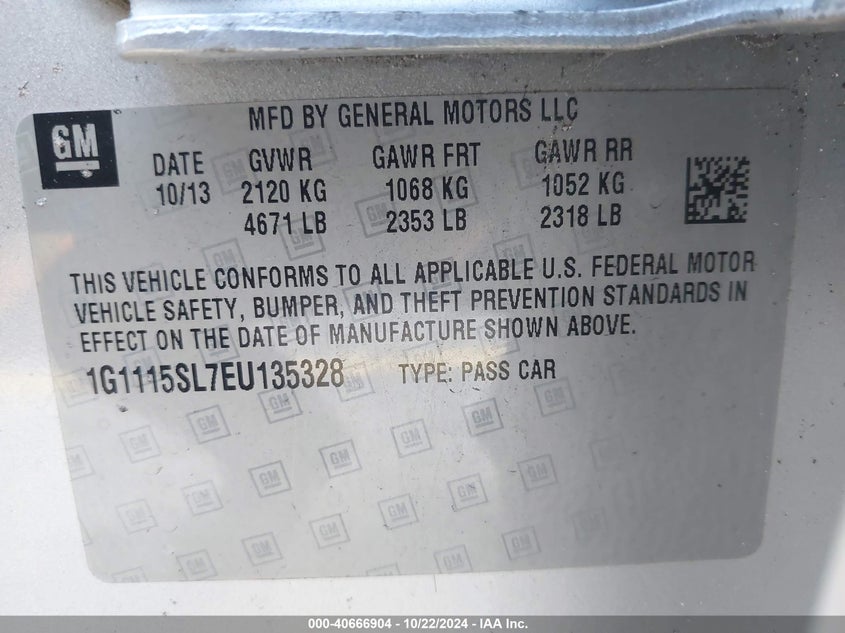 GM
MFD BY GENERAL MOTORS LLC
DATE GVWR GAWR FRT GAWR RR
10/13 2120 KG 1068 KG 1052 KG
4671 LB 2353 LB 2318 LB
THIS VEHICLE CONFORMS TO ALL APPLICABLE U.S. FEDERAL MOTOR
VEHICLE SAFETY, BUMPER, AND THEFT PREVENTION STANDARDS IN
EFFECT ON THE DATE OF MANUFACTURE SHOWN ABOVE.
1G1115SL7EU135328 TYPE: PASS CAR
000-40666904 - 10/22/2024 - IAA Inc.